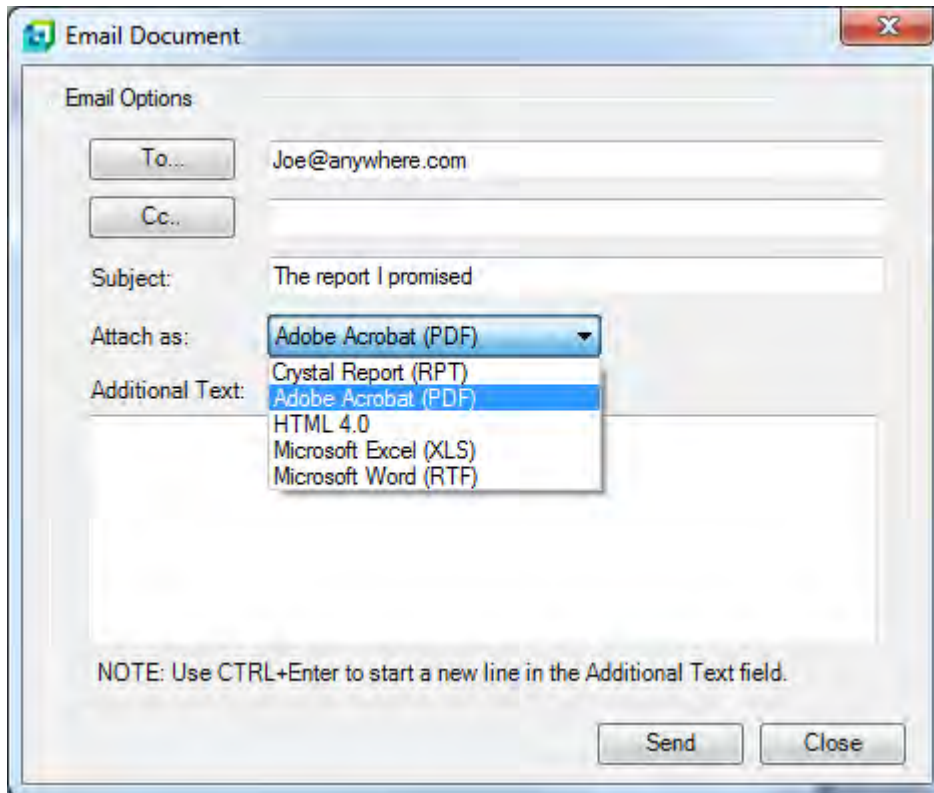 Email Document
Email Options
To... Joe@anywhere.com
Cc..
Subject: The report I promised
Attach as: Adobe Acrobat (PDF)
Crystal Report (RPT)
Additional Text: Adobe Acrobat (PDF)
HTML 4.0
Microsoft Excel (XLS)
Microsoft Word (RTF)
NOTE: Use CTRL+Enter to start a new line in the Additional Text field.
Send Close